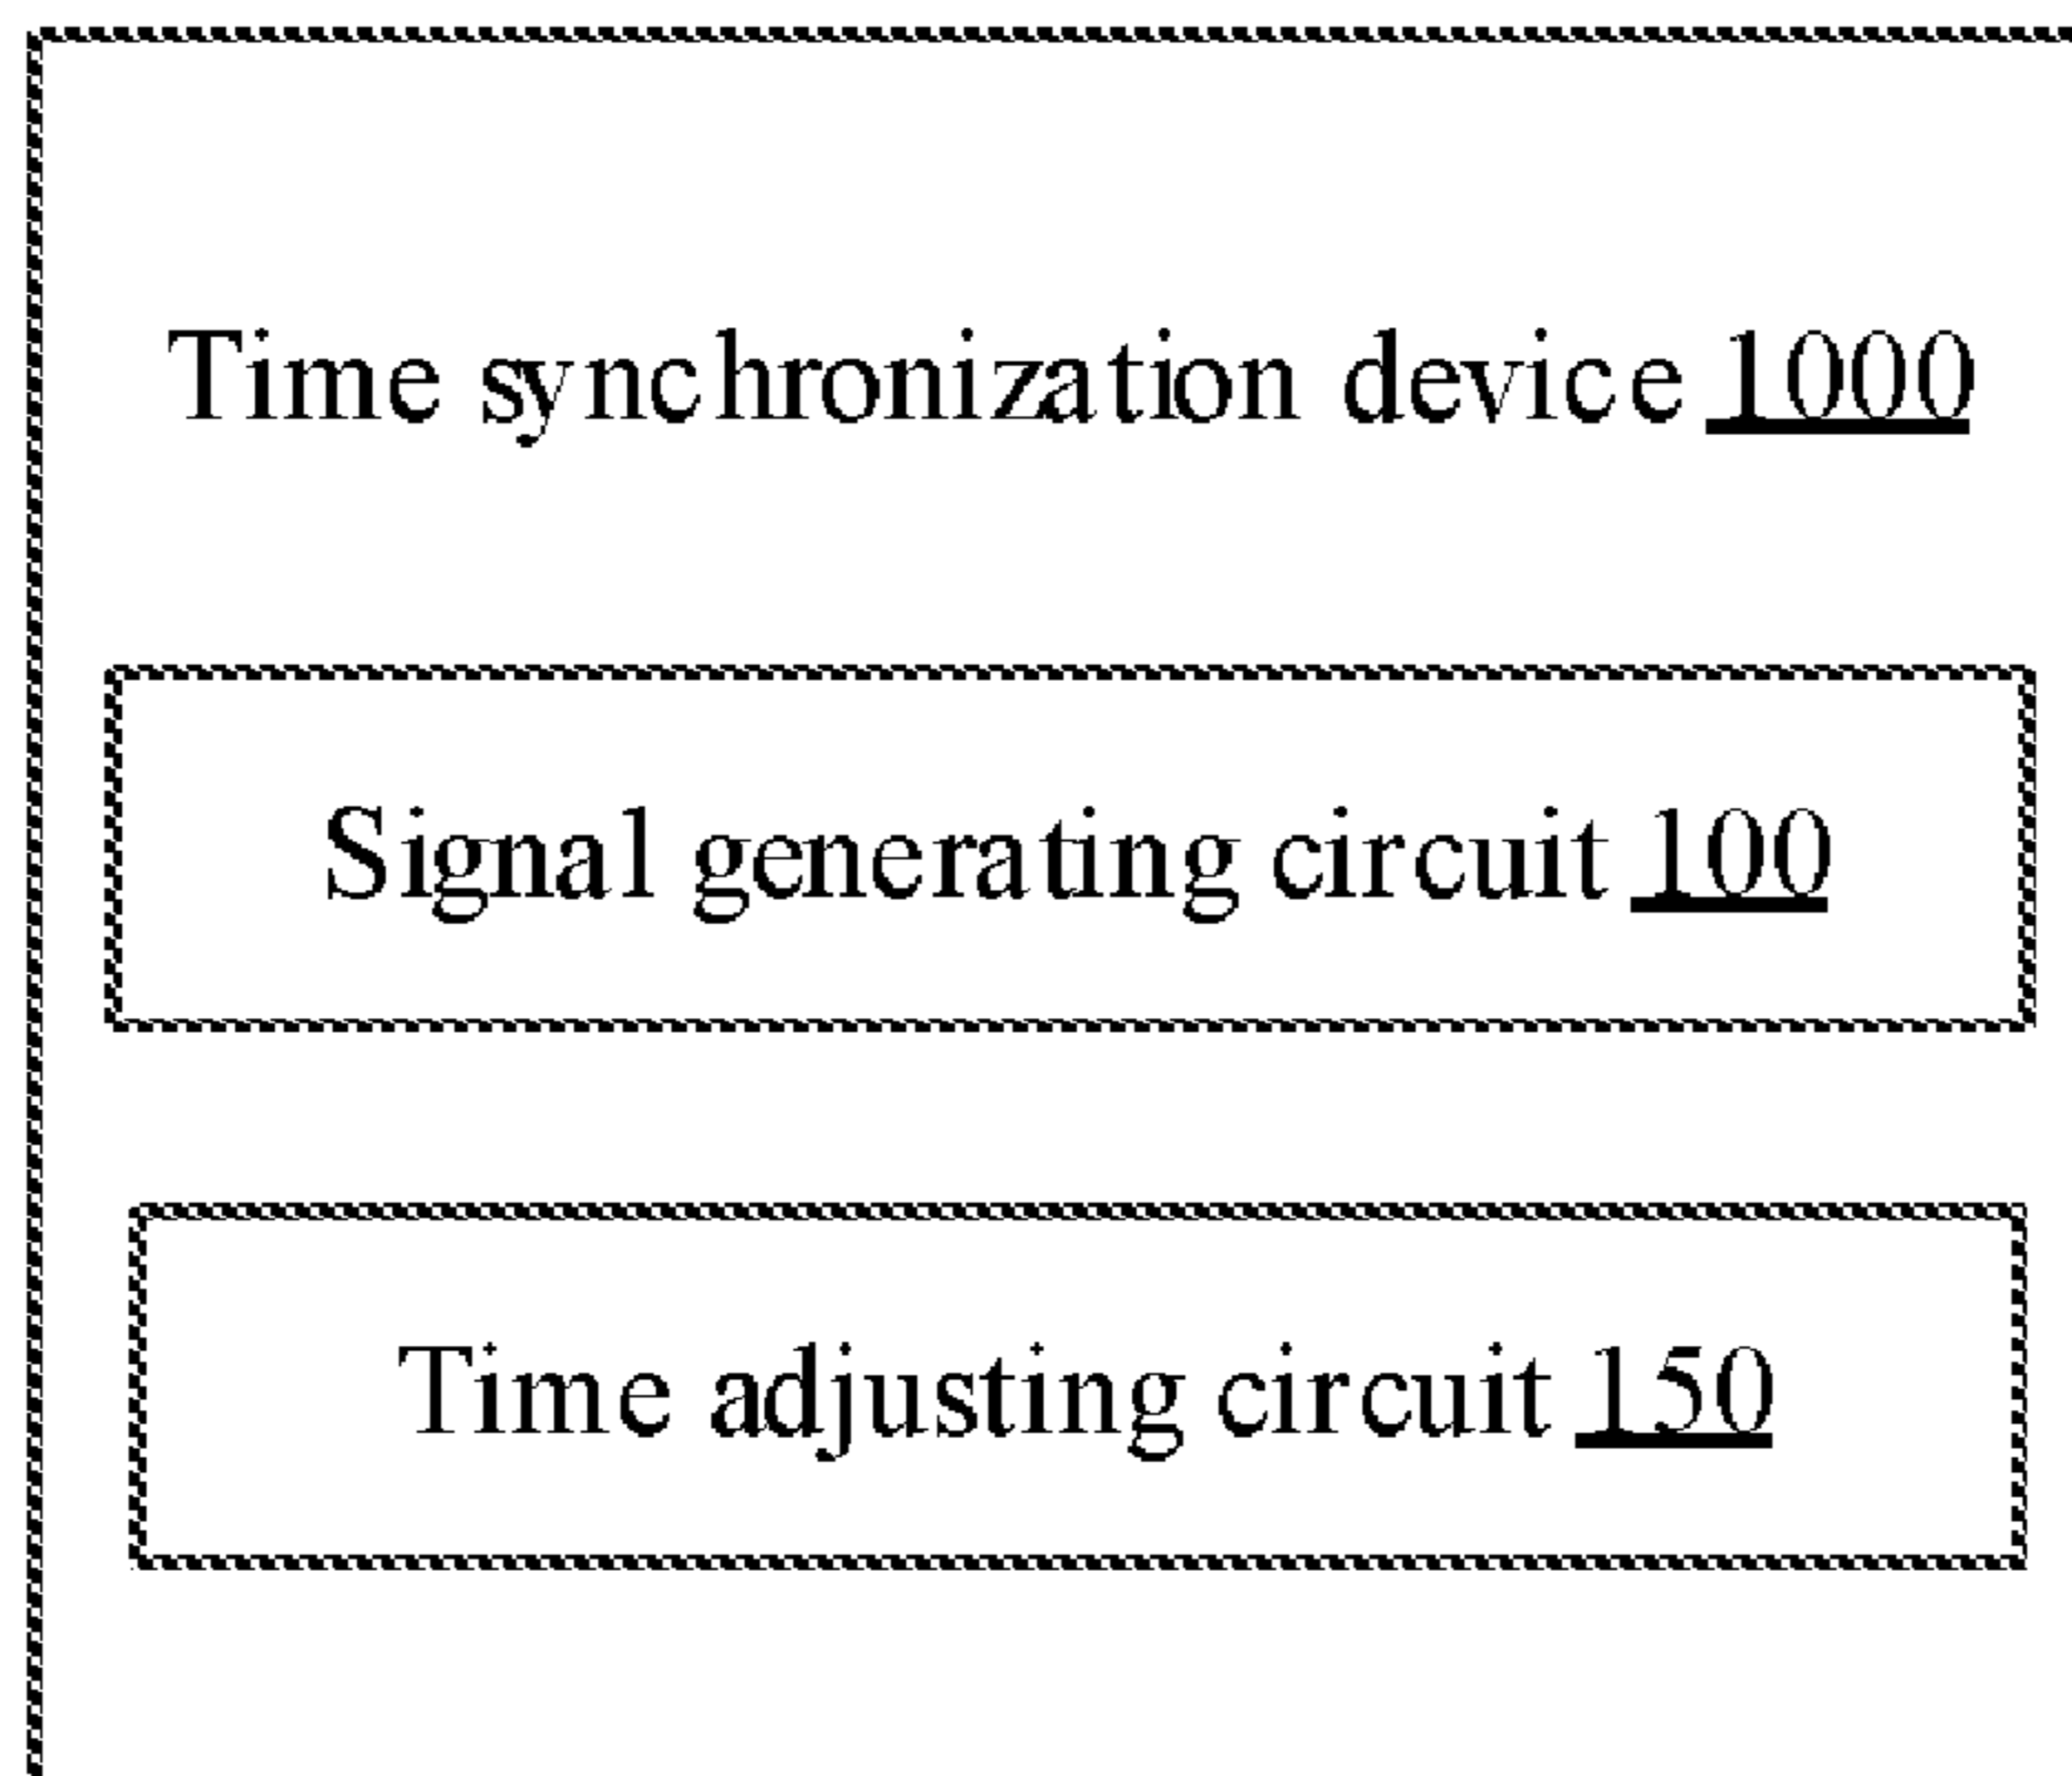 Time synchronization device 1000
Signal generating circuit 100
Time adjusting circuit 150